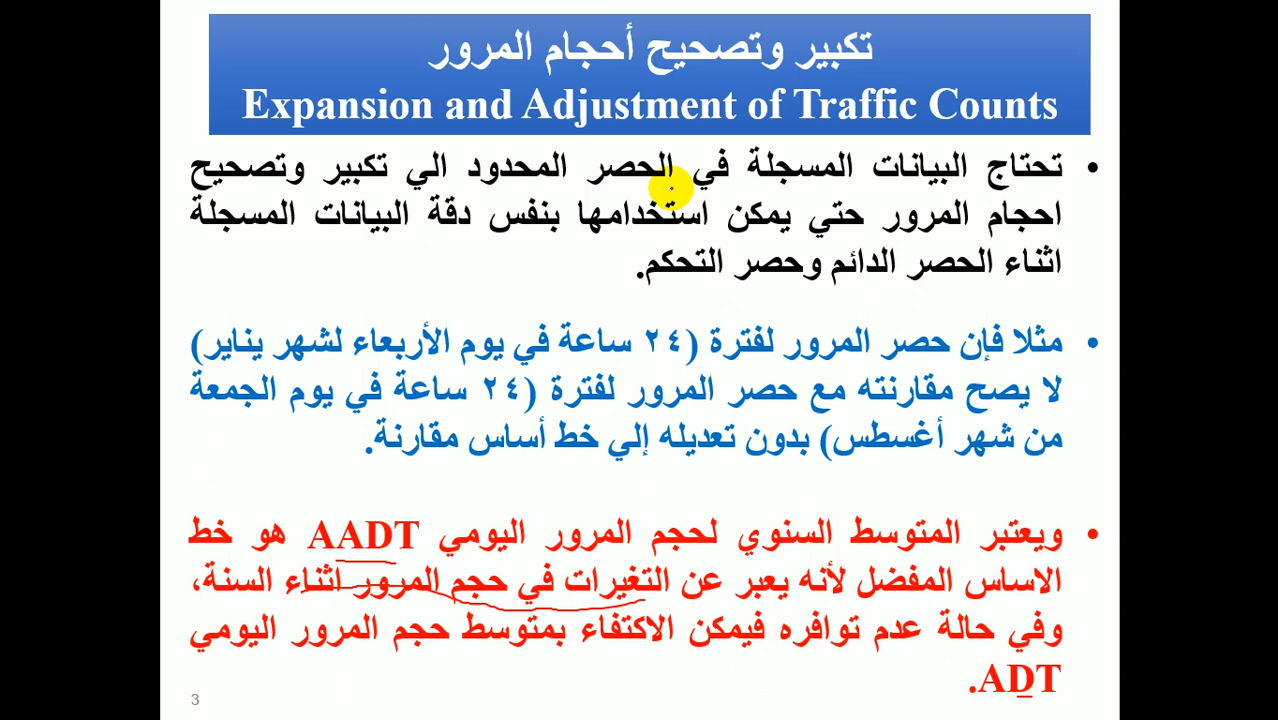 تكبير وتصحيح أحجام المرور
Expansion and Adjustment of Traffic Counts
• تحتاج البيانات المسجلة في الحصر المحدود الي تكبير وتصحيح
احجام المرور حتي يمكن استخدامها بنفس دقة البيانات المسجلة
اثناء الحصر الدائم وحصر التحكم.
• مثلا فإن حصر المرور لفترة (٢٤ ساعة في يوم الأربعاء لشهر يناير)
لا يصح مقارنته مع حصر المرور لفترة (٢٤ ساعة في يوم الجمعة
من شهر أغسطس) بدون تعديله إلي خط أساس مقارنة.
• ويعتبر المتوسط السنوي لحجم المرور اليومي AADT هو خط
الاساس المفضل لأنه يعبر عن التغيرات في حجم المرور اثناء السنة،
وفي حالة عدم توافره فيمكن الاكتفاء بمتوسط حجم المرور اليومي
ADT.
3